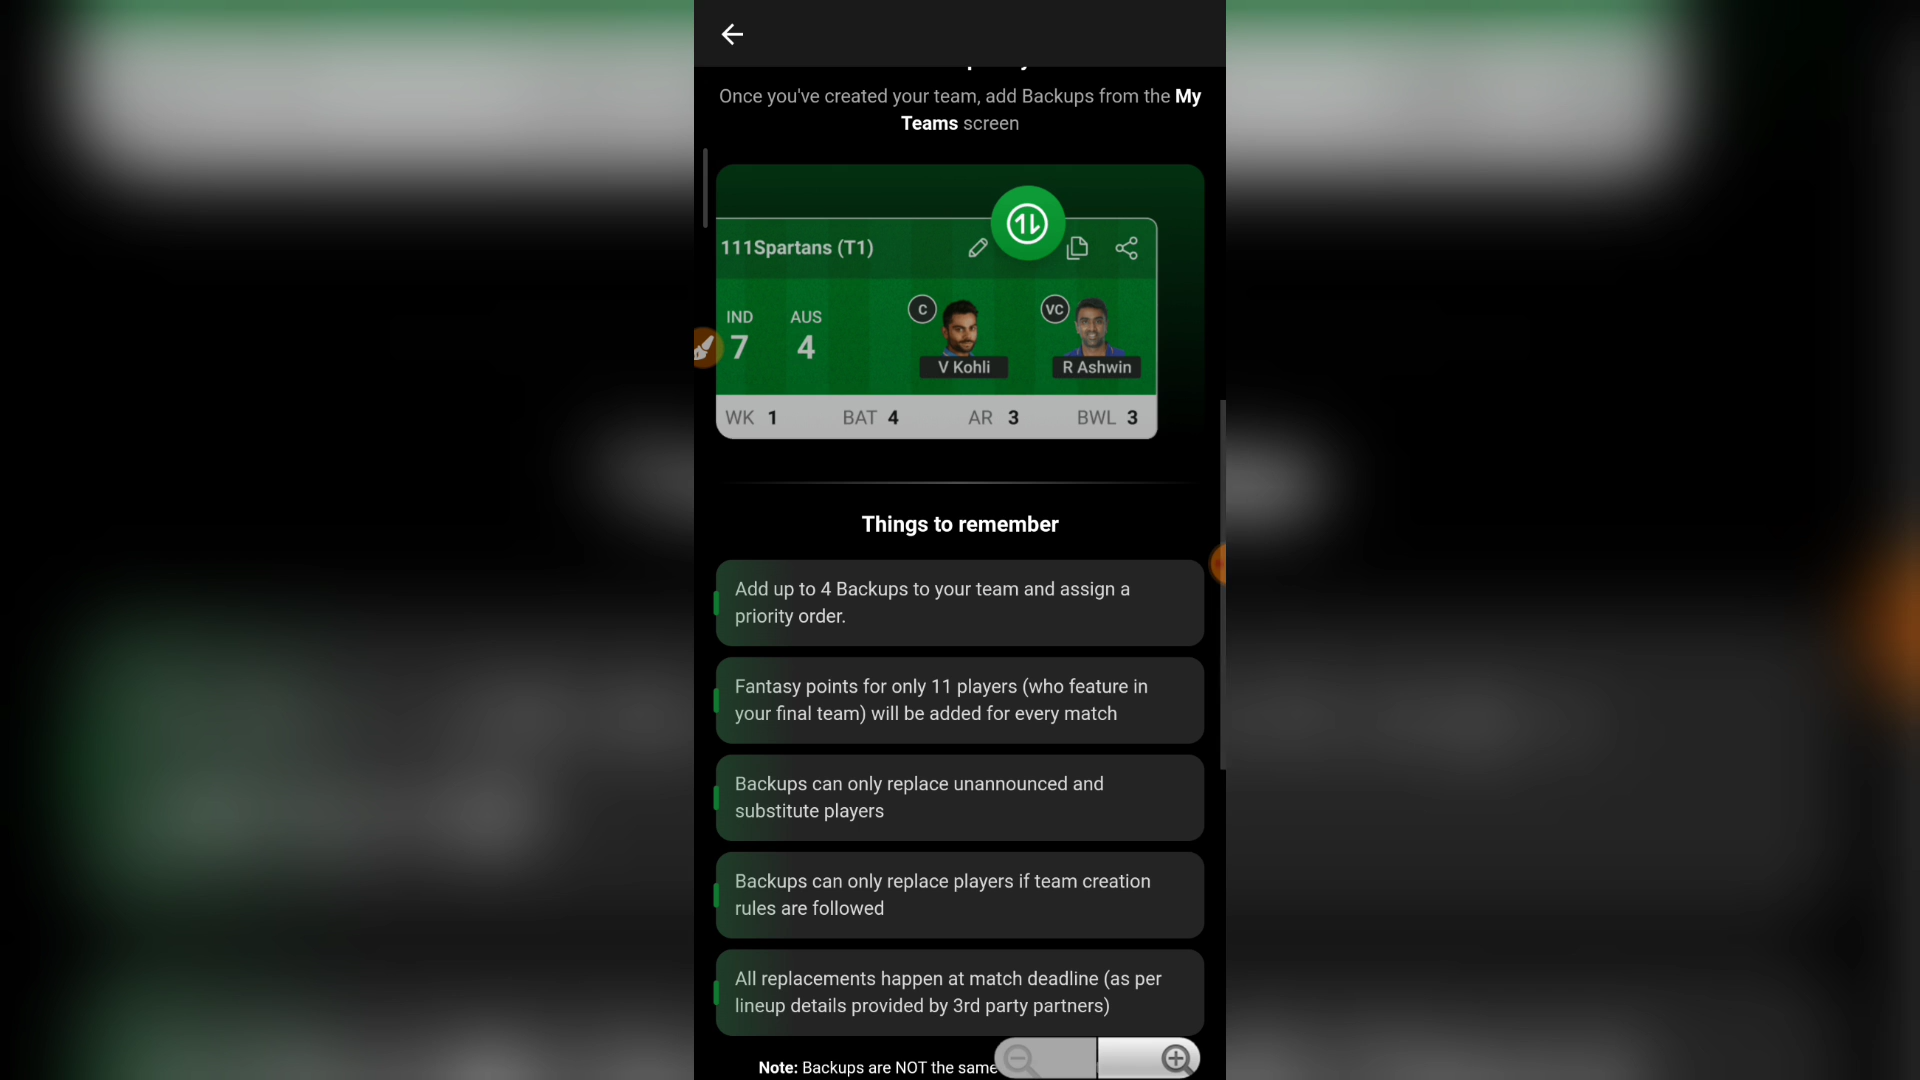 Once you've created your team, add Backups from the My
Teams screen
111Spartans (T1)
IND
AUS
7
4
C
VC
V Kohli
R Ashwin
WK 1
BAT 4
AR 3
BWL 3
Things to remember
Add up to 4 Backups to your team and assign a
priority order.
Fantasy points for only 11 players (who feature in
your final team) will be added for every match
Backups can only replace unannounced and
substitute players
Backups can only replace players if team creation
rules are followed
All replacements happen at match deadline (as per
lineup details provided by 3rd party partners)
Note: Backups are NOT the same